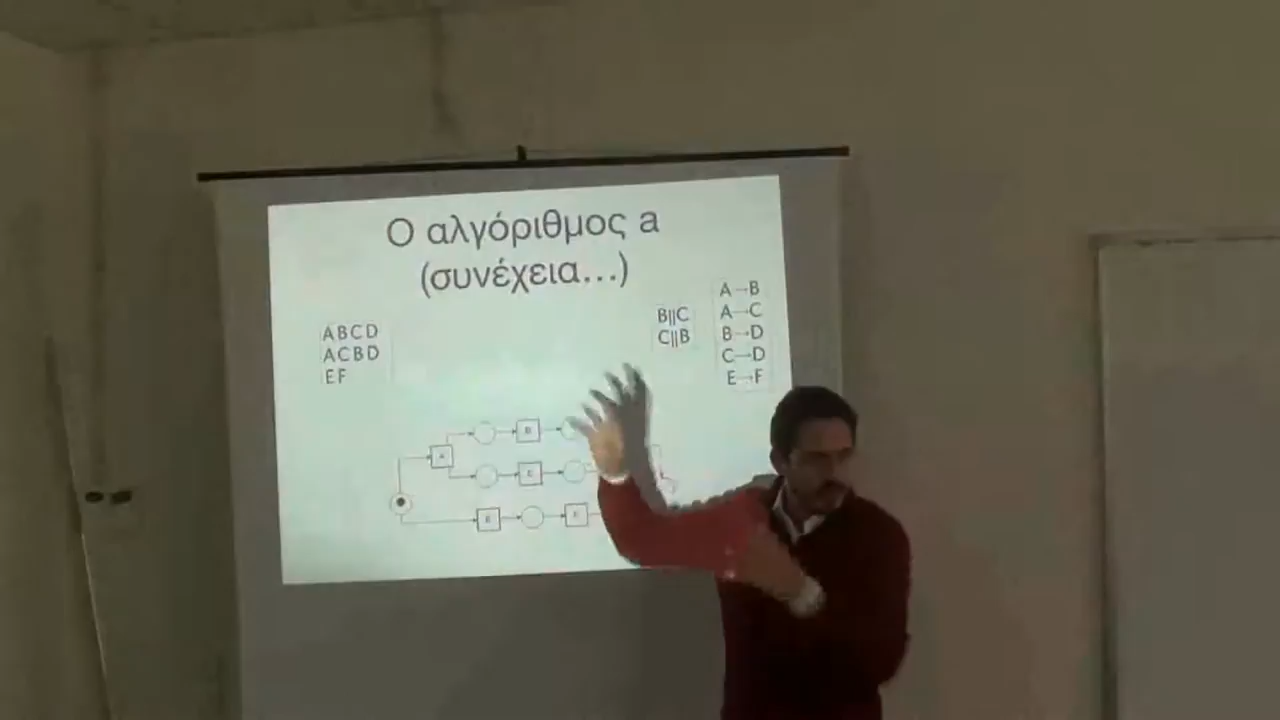 Ο αλγόριθμος a
(συνέχεια...)
ABCD
ACBD
EF
B||C
C||B
A→B
A→C
B→D
C→D
E→F
A
B
C
E